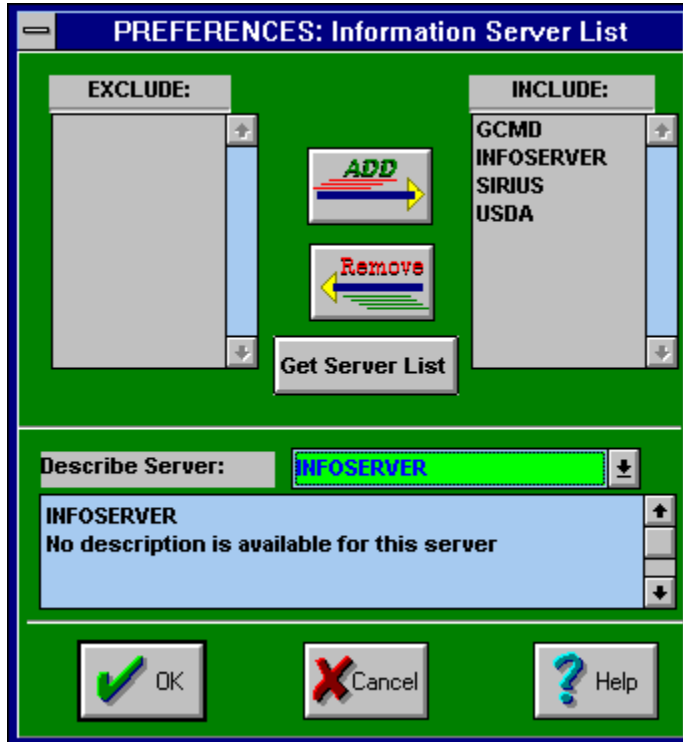 PREFERENCES: Information Server List
EXCLUDE:
INCLUDE:
GCMD
INFOSERVER
SIRIUS
USDA
ADD
Remove
Get Server List
Describe Server:
INFOSERVER
INFOSERVER
No description is available for this server
OK
Cancel
Help